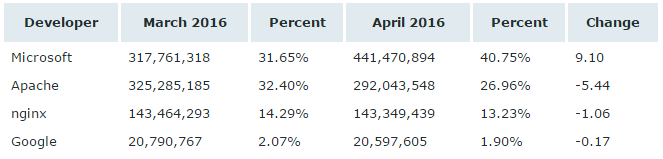 Developer March 2016 Percent April 2016 Percent Change
Microsoft 317,761,318 31.65% 441,470,894 40.75% 9.10
Apache 325,285,185 32.40% 292,043,548 26.96% -5.44
nginx 143,464,293 14.29% 143,349,439 13.23% -1.06
Google 20,790,767 2.07% 20,597,605 1.90% -0.17